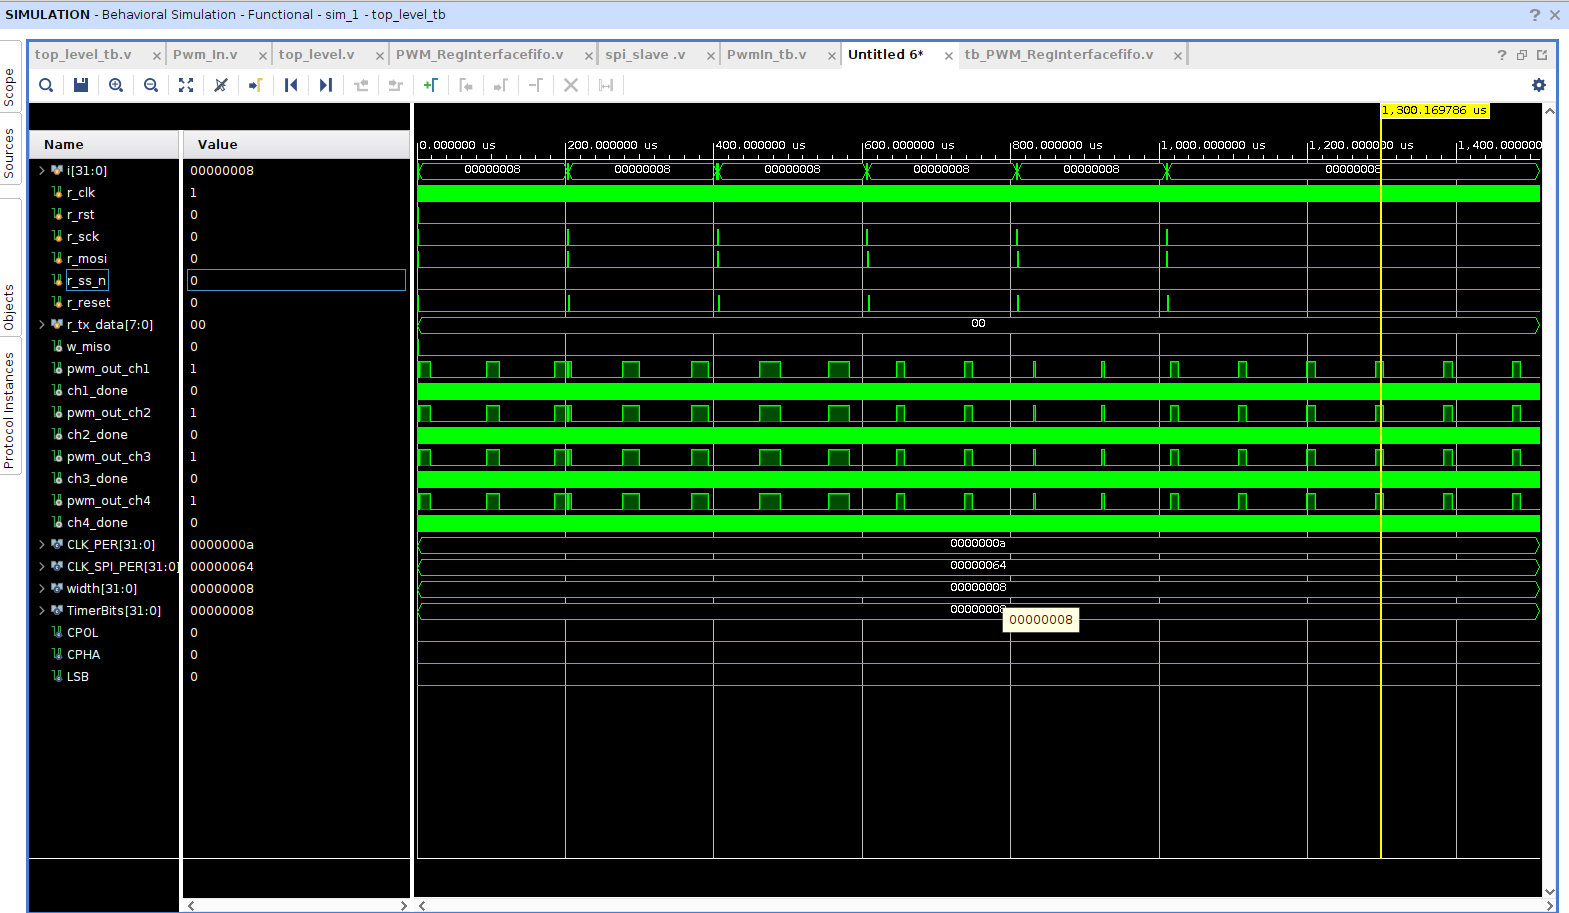 SIMULATION - Behavioral Simulation - Functional - sim_1 - top_level_tb
top_level_tb.v
Pwm_In.v
top_level.v
PWM_RegInterfacefifo.v
spi_slave .v
PwmIn_tb.v
Untitled 6*
tb_PWM_RegInterfacefifo.v
Scope
Sources
Objects
Protocol Instances
1,300.169786 us
Name Value
0.000000 us 200.000000 us 400.000000 us 600.000000 us 800.000000 us 1,000.000000 us 1,200.000000 us 1,400.000000
i[31:0] 00000008 00000008 00000008 00000008 00000008 00000008 00000008
r_clk 1
r_rst 0
r_sck 0
r_mosi 0
r_ss_n 0
r_reset 0
r_tx_data[7:0] 00 00
w_miso 0
pwm_out_ch1 1
ch1_done 0
pwm_out_ch2 1
ch2_done 0
pwm_out_ch3 1
ch3_done 0
pwm_out_ch4 1
ch4_done 0
CLK_PER[31:0] 0000000a 0000000a
CLK_SPI_PER[31:0] 00000064 00000064
width[31:0] 00000008 00000008
TimerBits[31:0] 00000008 00000008
00000008
CPOL 0
CPHA 0
LSB 0